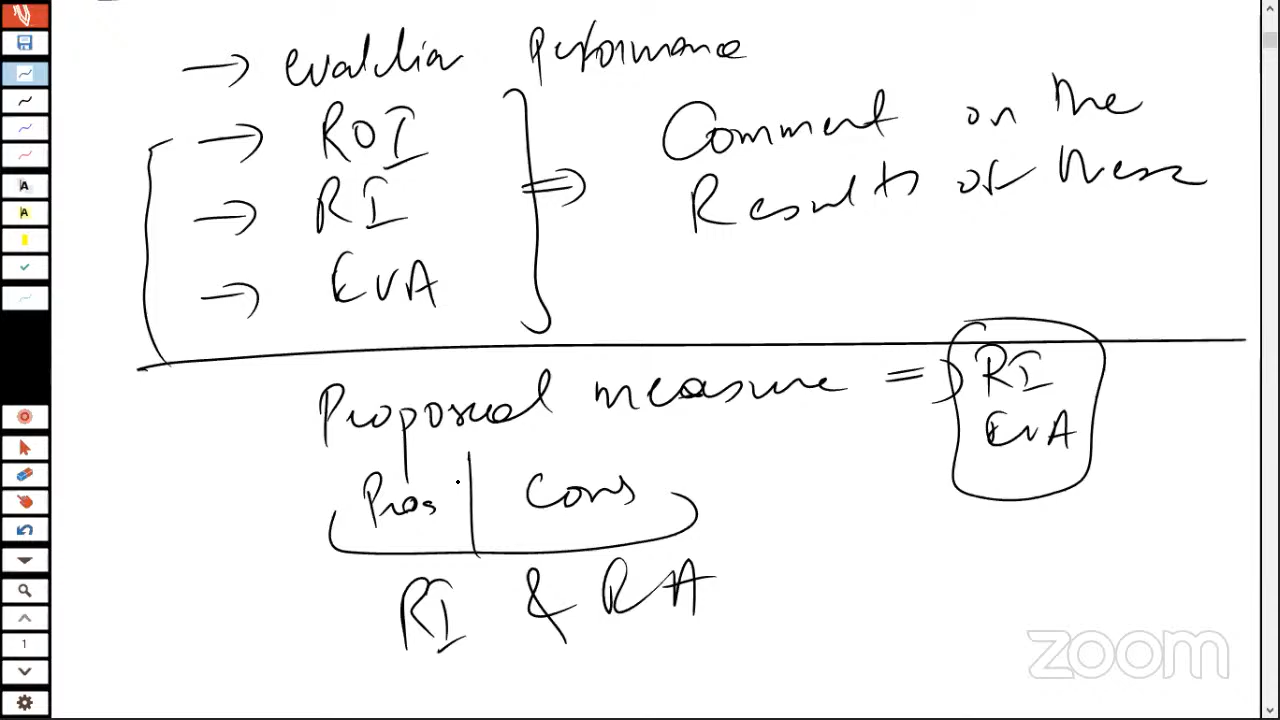 → evaluation Performance
→ ROI
→ RI
→ EVA
⇒ Comment on the
Results of these
Proposed measure ⇒ RI
EVA
Pros | Cons
RI & RA
zoom
A
A
1